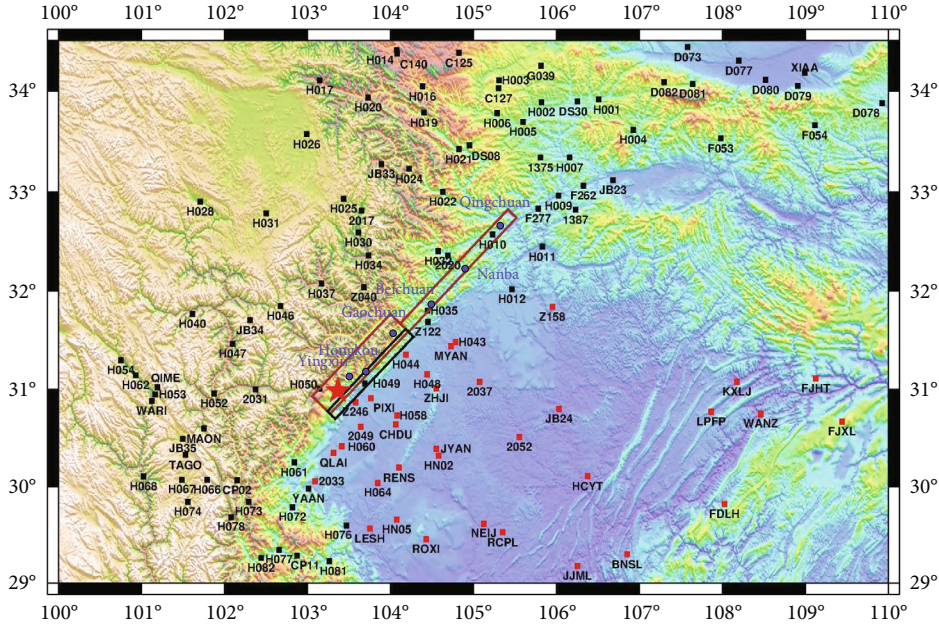 100° 101° 102° 103° 104° 105° 106° 107° 108° 109° 110°
34°
33°
32°
31°
30°
29°
H014
C140
C125
D073
D077
XIAA
H017
H020
H016
H003
G039
C127
D082
D081
D080
D079
D078
H019
H006
H002
DS30
H001
H005
H004
F054
F053
H026
H021
DS08
1375
H007
JB33
H024
H022
F262
JB23
H009
F277
1387
H028
H031
H025
2017
Qingchuan
H030
H010
H034
2020
H011
Nanba
H037
Z040
Beichuan
H012
H046
H035
Z158
Gaochuan
H040
JB34
Z122
H043
MYAN
H047
Hongkou
Yingxiu
H044
H054
H062
QIME
H053
WARI
H052
2031
H050
H049
H048
ZHJI
2037
KXLJ
FJHT
Z246
PIXI
H058
JB24
LPFP
WANZ
FJXL
MAON
JB35
TAGO
2049
CHDU
H060
QLAI
JYAN
HN02
2052
H061
H068
H067
H066
CP02
YAAN
2033
RENS
H064
HCYT
H074
H073
H078
H072
FDLH
H076
LESH
HN05
ROXI
NEIJ
RCPL
H077
H082
CP11
H081
JJML
BNSL
100° 101° 102° 103° 104° 105° 106° 107° 108° 109° 110°
34°
33°
32°
31°
30°
29°